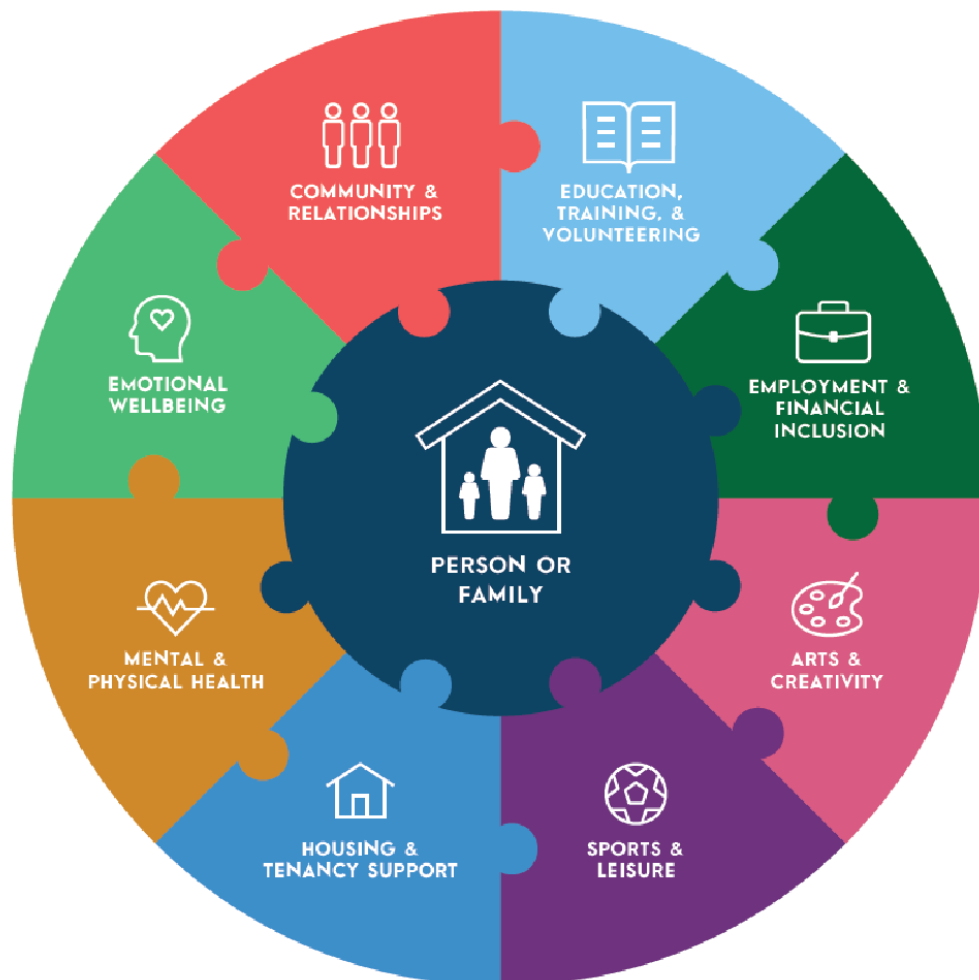 COMMUNITY &
RELATIONSHIPS
EDUCATION,
TRAINING, &
VOLUNTEERING
EMOTIONAL
WELLBEING
EMPLOYMENT &
FINANCIAL
INCLUSION
PERSON OR
FAMILY
MENTAL &
PHYSICAL HEALTH
ARTS &
CREATIVITY
HOUSING &
TENANCY SUPPORT
SPORTS &
LEISURE